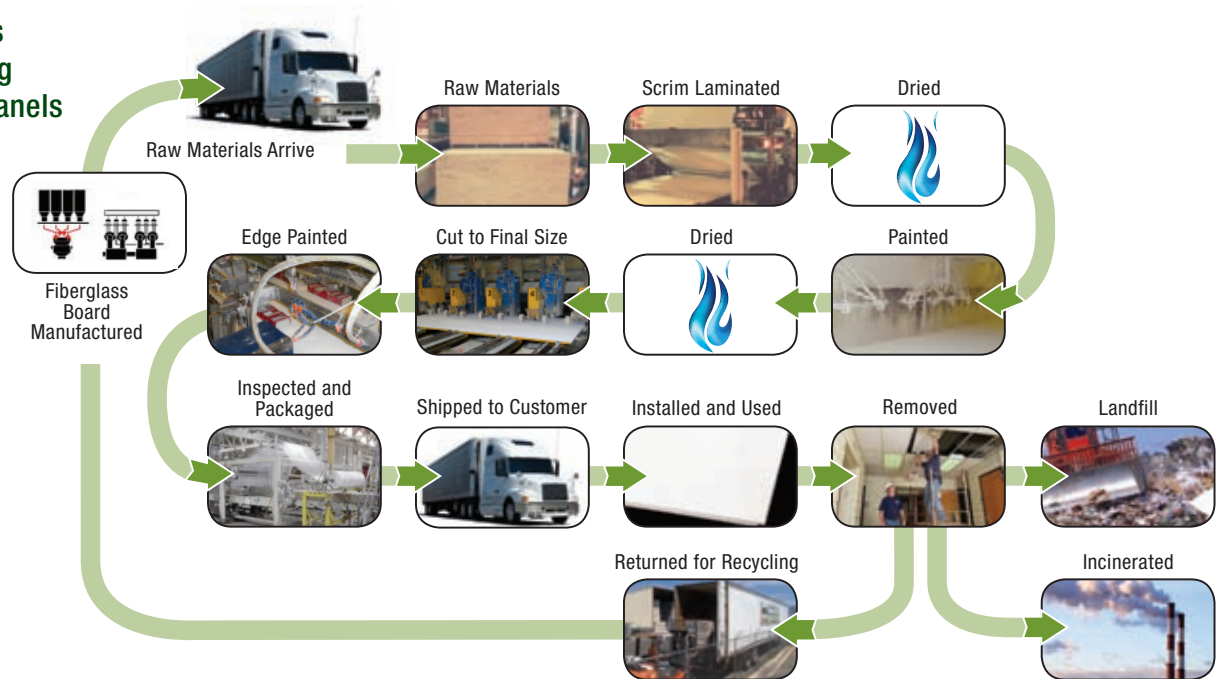 s
g
anels
Raw Materials Arrive
Raw Materials
Scrim Laminated
Dried
Fiberglass
Board
Manufactured
Edge Painted
Cut to Final Size
Dried
Painted
Inspected and
Packaged
Shipped to Customer
Installed and Used
Removed
Landfill
Returned for Recycling
Incinerated